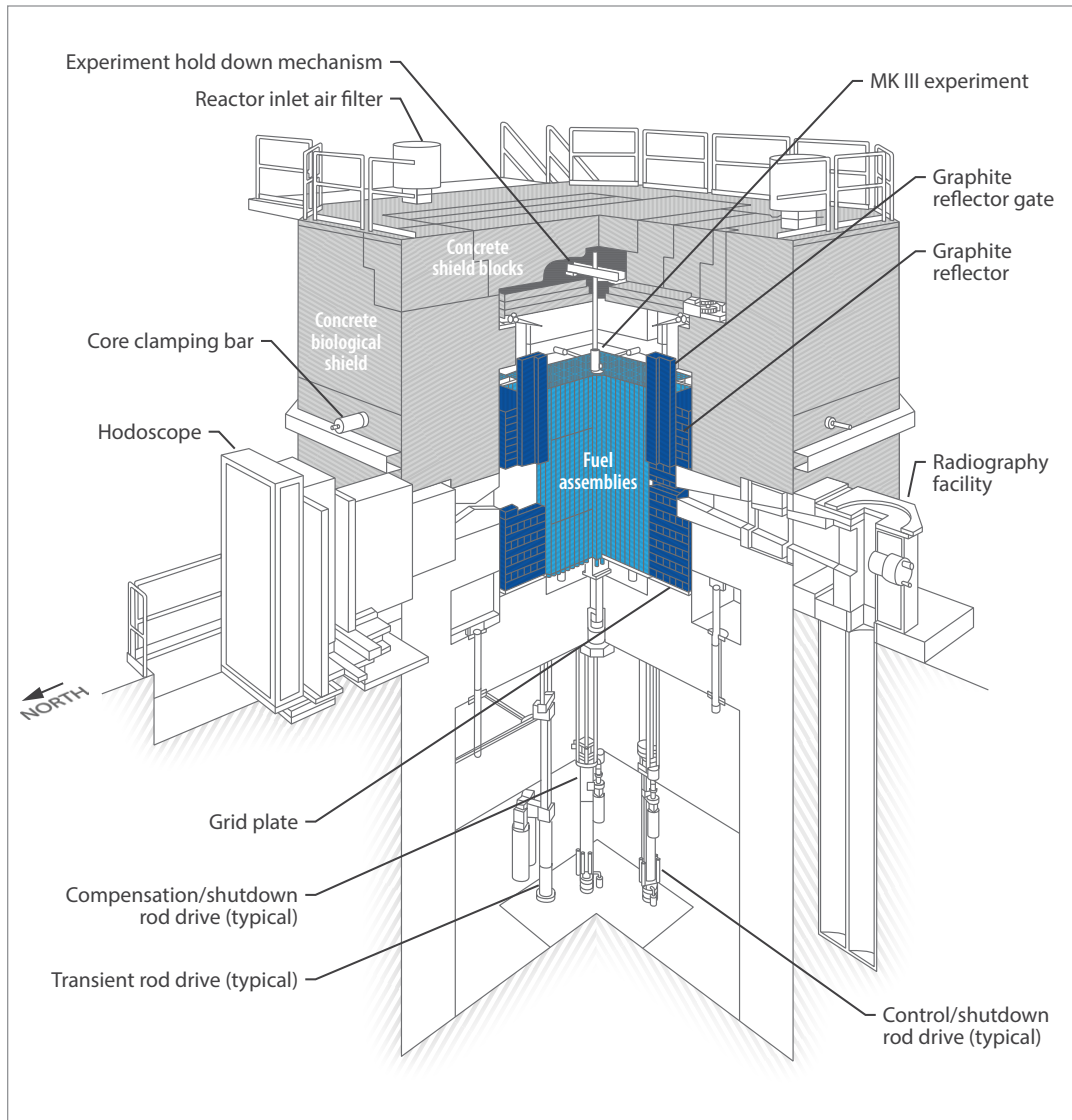 Experiment hold down mechanism
Reactor inlet air filter
MK III experiment
Graphite
reflector gate
Graphite
reflector
Concrete
shield blocks
Concrete
biological
shield
Core clamping bar
Hodoscope
Fuel
assemblies
Radiography
facility
NORTH
Grid plate
Compensation/shutdown
rod drive (typical)
Transient rod drive (typical)
Control/shutdown
rod drive (typical)